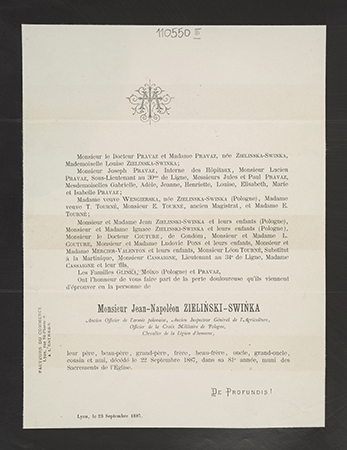 110550 III
Monsieur le Docteur PRAVAZ et Madame PRAVAZ, née ZIELINSKA-SWINKA,
Mademoiselle Louise ZIELINSKA-SWINKA;
Monsieur Joseph PRAVAZ, Interne des Hôpitaux, Monsieur Lucien
PRAVAZ, Sous-Lieutenant au 30me de Ligne, Messieurs Jules et Paul PRAVAZ,
Mesdemoiselles Gabrielle, Adèle, Jeanne, Henriette, Louise, Elisabeth, Marie
et Isabelle PRAVAZ;
Madame veuve WENGIERSKA, née ZIELINSKA-SWINKA (Pologne), Madame
veuve T. TOURNÉ, Monsieur E. TOURNÉ, ancien Magistrat, et Madame E.
TOURNÉ;
Monsieur et Madame Jean ZIELINSKI-SWINKA et leurs enfants (Pologne),
Monsieur et Madame Ignace ZIELINSKI-SWINKA et leurs enfants (Pologne),
Monsieur le Docteur COUTURE, de Condom, Monsieur et Madame L.
COUTURE, Monsieur et Madame Ludovic PONS et leurs enfants, Monsieur et
Madame MERCIER-VALENTON et leurs enfants, Monsieur Léon TOURNÉ, Substitut
à la Martinique, Monsieur CASSAIGNE, Lieutenant au 34e de Ligne, Madame
CASSAIGNE et leur fils,
Les Familles GLINKA, (Pologne) et PRAVAZ,
Ont l'honneur de vous faire part de la perte douloureuse qu'ils viennent
d'éprouver en la personne de
Monsieur Jean-Napoléon ZIELIŃSKI-SWINKA
Ancien Officier de l'armée polonaise, Ancien Inspecteur Général de l'Agriculture,
Officier de la Croix Militaire de Pologne,
Chevalier de la Légion d'honneur,
leur père, beau-père, grand-père, frère, beau-frère, oncle, grand-oncle,
cousin et ami, décédé le 22 Septembre 1887, dans sa 81e année, muni des
Sacrements de l'Eglise.
DE PROFUNDIS!
Lyon, le 23 Septembre 1887.